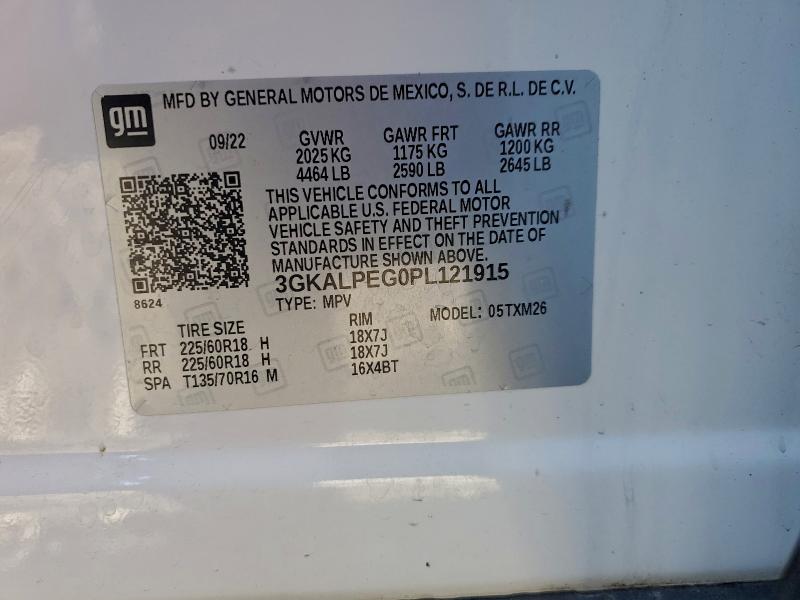 gm
MFD BY GENERAL MOTORS DE MEXICO, S. DE R.L. DE C.V.
09/22 GVWR GAWR FRT GAWR RR
2025 KG 1175 KG 1200 KG
4464 LB 2590 LB 2645 LB
THIS VEHICLE CONFORMS TO ALL
APPLICABLE U.S. FEDERAL MOTOR
VEHICLE SAFETY AND THEFT PREVENTION
STANDARDS IN EFFECT ON THE DATE OF
MANUFACTURE SHOWN ABOVE.
3GKALPEG0PL121915
8624
TYPE: MPV MODEL: 05TXM26
TIRE SIZE RIM
FRT 225/60R18 H 18X7J
RR 225/60R18 H 18X7J
SPA T135/70R16 M 16X4BT